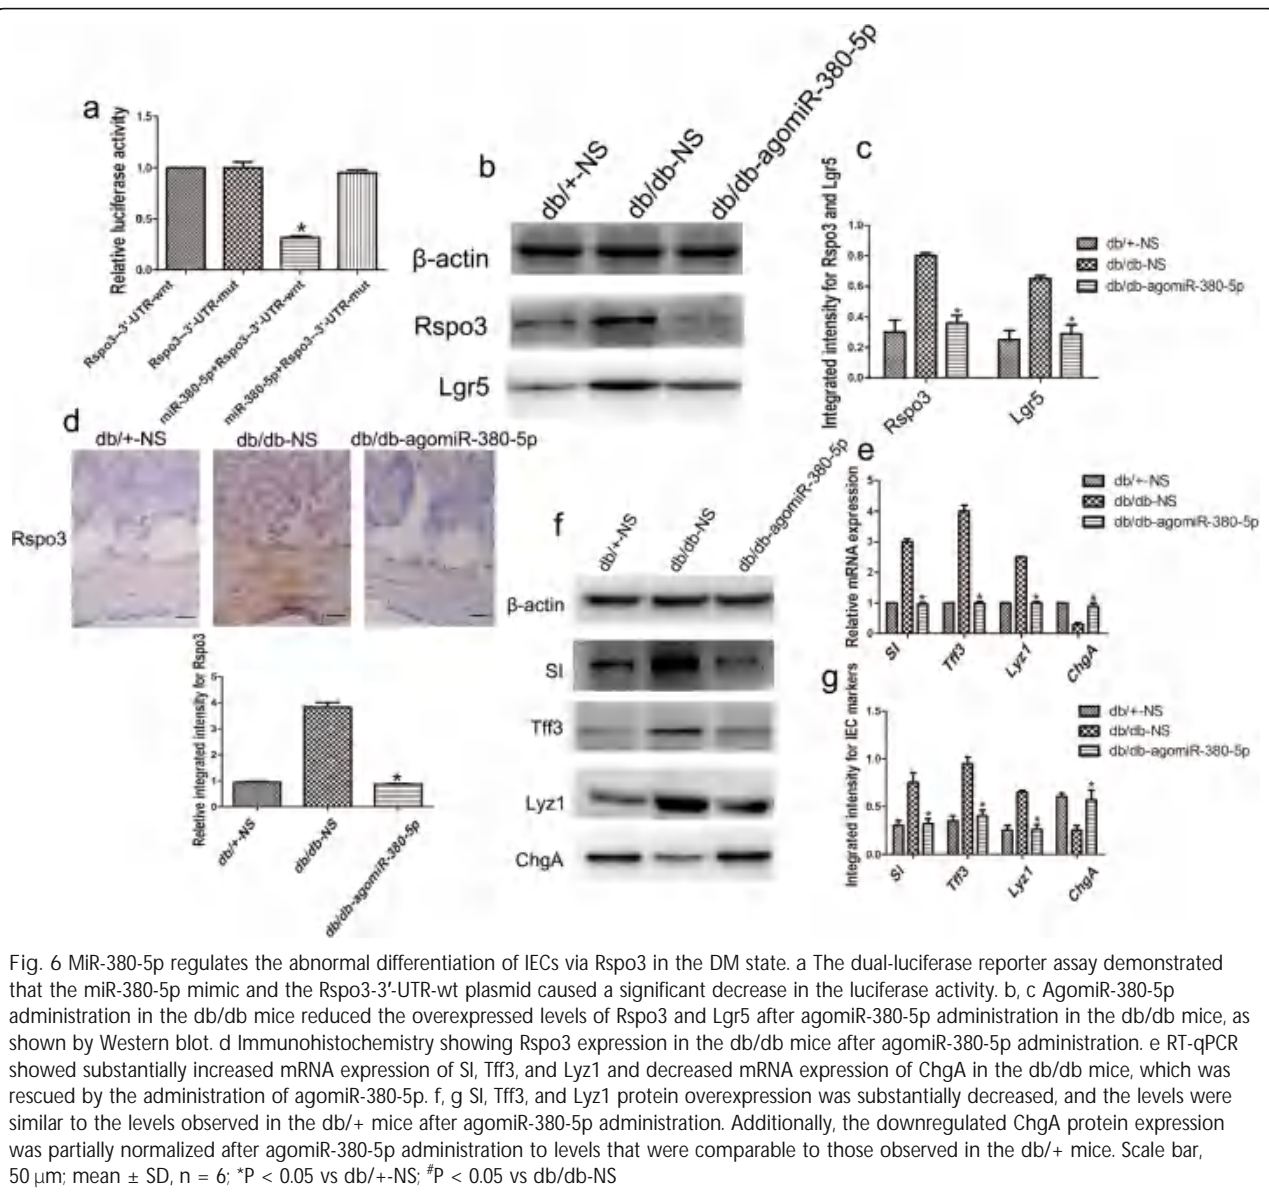 a
Relative luciferase activity
1.5
1.0
0.5
0.0
Rspo3-3'-UTR-wnt
Rspo3-3'-UTR-mut
miR-380-5p+Rspo3-3'-UTR-wnt
miR-380-5p+Rspo3-3'-UTR-mut
*
b
db/+-NS
db/db-NS
db/db-agomiR-380-5p
β-actin
Rspo3
Lgr5
c
Integrated intensity for Rspo3 and Lgr5
1.0
0.8
0.6
0.4
0.2
0.0
* *
Rspo3
Lgr5
db/+-NS
db/db-NS
db/db-agomiR-380-5p
d
db/+-NS
db/db-NS
db/db-agomiR-380-5p
Rspo3
Reletive integrated intensity for Rspo3
5
4
3
2
1
0
*
db/+-NS
db/db-NS
db/db-agomiR-380-5p
f
db/+-NS
db/db-NS
db/db-agomiR-380-5p
β-actin
SI
Tff3
Lyz1
ChgA
e
Relative mRNA expression
5
4
3
2
1
0
* * * *
SI
Tff3
Lyz1
ChgA
db/+-NS
db/db-NS
db/db-agomiR-380-5p
g
Integrated intensity for IEC markers
1.5
1.0
0.5
0.0
* * * *
SI
Tff3
Lyz1
ChgA
db/+-NS
db/db-NS
db/db-agomiR-380-5p
Fig. 6 MiR-380-5p regulates the abnormal differentiation of IECs via Rspo3 in the DM state. a The dual-luciferase reporter assay demonstrated
that the miR-380-5p mimic and the Rspo3-3′-UTR-wt plasmid caused a significant decrease in the luciferase activity. b, c AgomiR-380-5p
administration in the db/db mice reduced the overexpressed levels of Rspo3 and Lgr5 after agomiR-380-5p administration in the db/db mice, as
shown by Western blot. d Immunohistochemistry showing Rspo3 expression in the db/db mice after agomiR-380-5p administration. e RT-qPCR
showed substantially increased mRNA expression of SI, Tff3, and Lyz1 and decreased mRNA expression of ChgA in the db/db mice, which was
rescued by the administration of agomiR-380-5p. f, g SI, Tff3, and Lyz1 protein overexpression was substantially decreased, and the levels were
similar to the levels observed in the db/+ mice after agomiR-380-5p administration. Additionally, the downregulated ChgA protein expression
was partially normalized after agomiR-380-5p administration to levels that were comparable to those observed in the db/+ mice. Scale bar,
50 μm; mean ± SD, n = 6; *P < 0.05 vs db/+-NS; #P < 0.05 vs db/db-NS